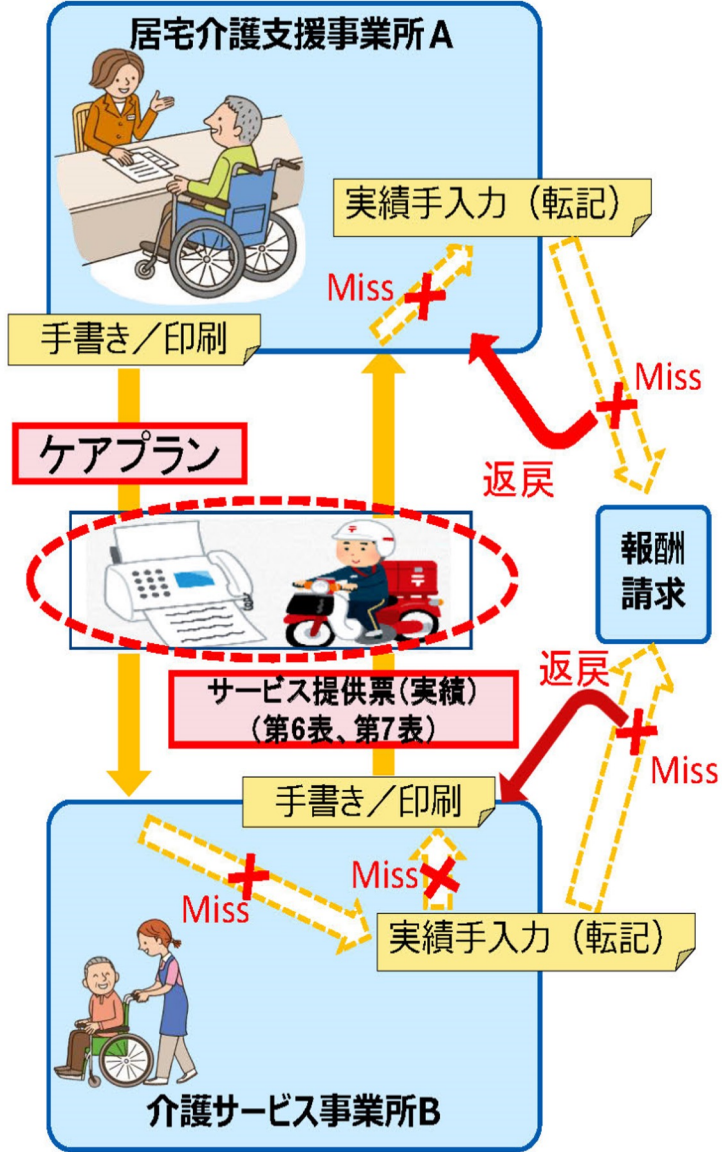 居宅介護支援事業所A
実績手入力（転記）
Miss
手書き／印刷
Miss
ケアプラン
返戻
報酬
請求
サービス提供票(実績)
(第6表、第7表)
返戻
Miss
手書き／印刷
Miss
Miss
実績手入力（転記）
介護サービス事業所B